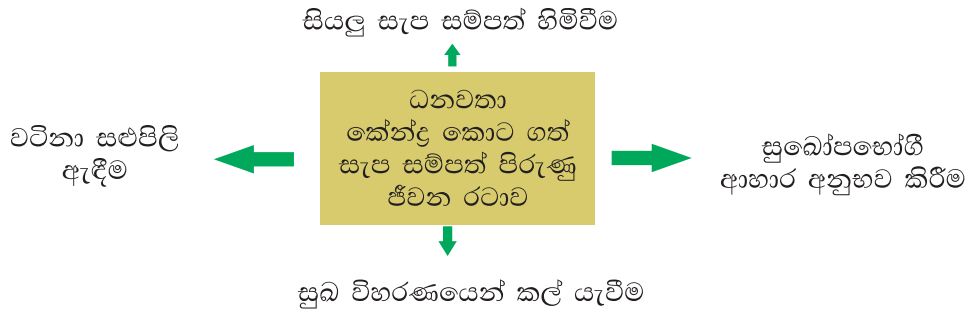 සියලු සැප සම්පත් හිමිවීම
ධනවතා
කේන්ද්‍ර කොට ගත්
සැප සම්පත් පිරුණු
ජීවන රටාව
වටිනා සළුපිලි
ඇඳීම
සුඛෝපභෝගී
ආහාර අනුභව කිරීම
සුඛ විහරණයෙන් කල් යැවීම